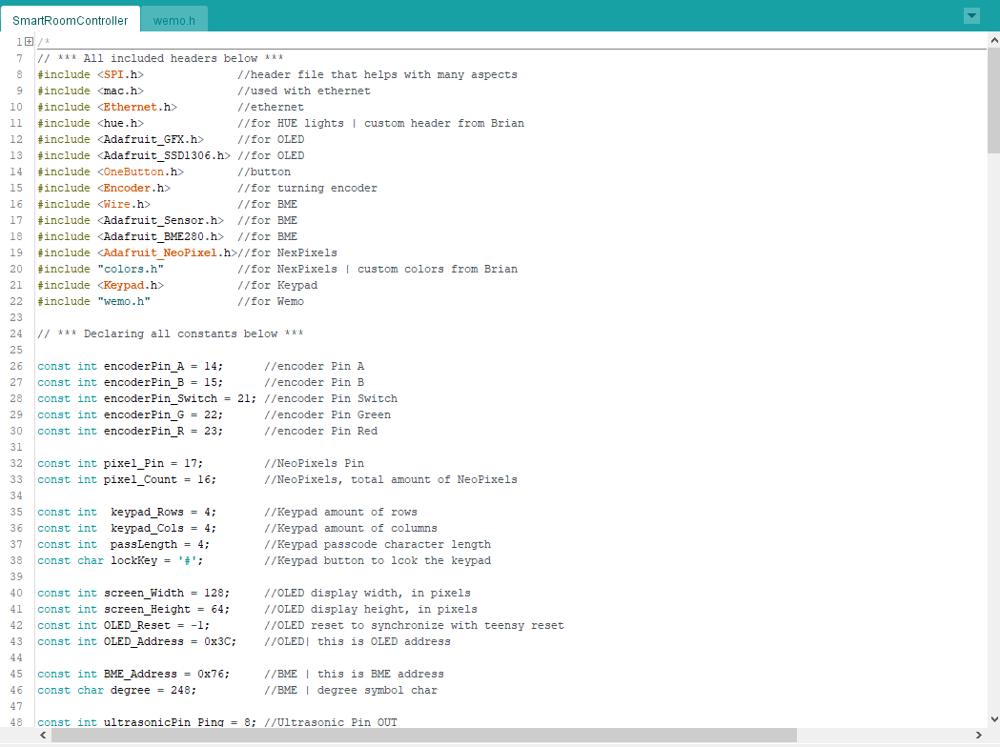 SmartRoomController wemo.h
1 /*
7 // *** All included headers below ***
8 #include <SPI.h> //header file that helps with many aspects
9 #include <mac.h> //used with ethernet
10 #include <Ethernet.h> //ethernet
11 #include <hue.h> //for HUE lights | custom header from Brian
12 #include <Adafruit_GFX.h> //for OLED
13 #include <Adafruit_SSD1306.h> //for OLED
14 #include <OneButton.h> //button
15 #include <Encoder.h> //for turning encoder
16 #include <Wire.h> //for BME
17 #include <Adafruit_Sensor.h> //for BME
18 #include <Adafruit_BME280.h> //for BME
19 #include <Adafruit_NeoPixel.h>//for NexPixels
20 #include "colors.h" //for NexPixels | custom colors from Brian
21 #include <Keypad.h> //for Keypad
22 #include "wemo.h" //for Wemo
23
24 // *** Declaring all constants below ***
25
26 const int encoderPin_A = 14; //encoder Pin A
27 const int encoderPin_B = 15; //encoder Pin B
28 const int encoderPin_Switch = 21; //encoder Pin Switch
29 const int encoderPin_G = 22; //encoder Pin Green
30 const int encoderPin_R = 23; //encoder Pin Red
31
32 const int pixel_Pin = 17; //NeoPixels Pin
33 const int pixel_Count = 16; //NeoPixels, total amount of NeoPixels
34
35 const int keypad_Rows = 4; //Keypad amount of rows
36 const int keypad_Cols = 4; //Keypad amount of columns
37 const int passLength = 4; //Keypad passcode character length
38 const char lockKey = '#'; //Keypad button to lcok the keypad
39
40 const int screen_Width = 128; //OLED display width, in pixels
41 const int screen_Height = 64; //OLED display height, in pixels
42 const int OLED_Reset = -1; //OLED reset to synchronize with teensy reset
43 const int OLED_Address = 0x3C; //OLED| this is OLED address
44
45 const int BME_Address = 0x76; //BME | this is BME address
46 const char degree = 248; //BME | degree symbol char
47
48 const int ultrasonicPin_Ping = 8; //Ultrasonic Pin OUT